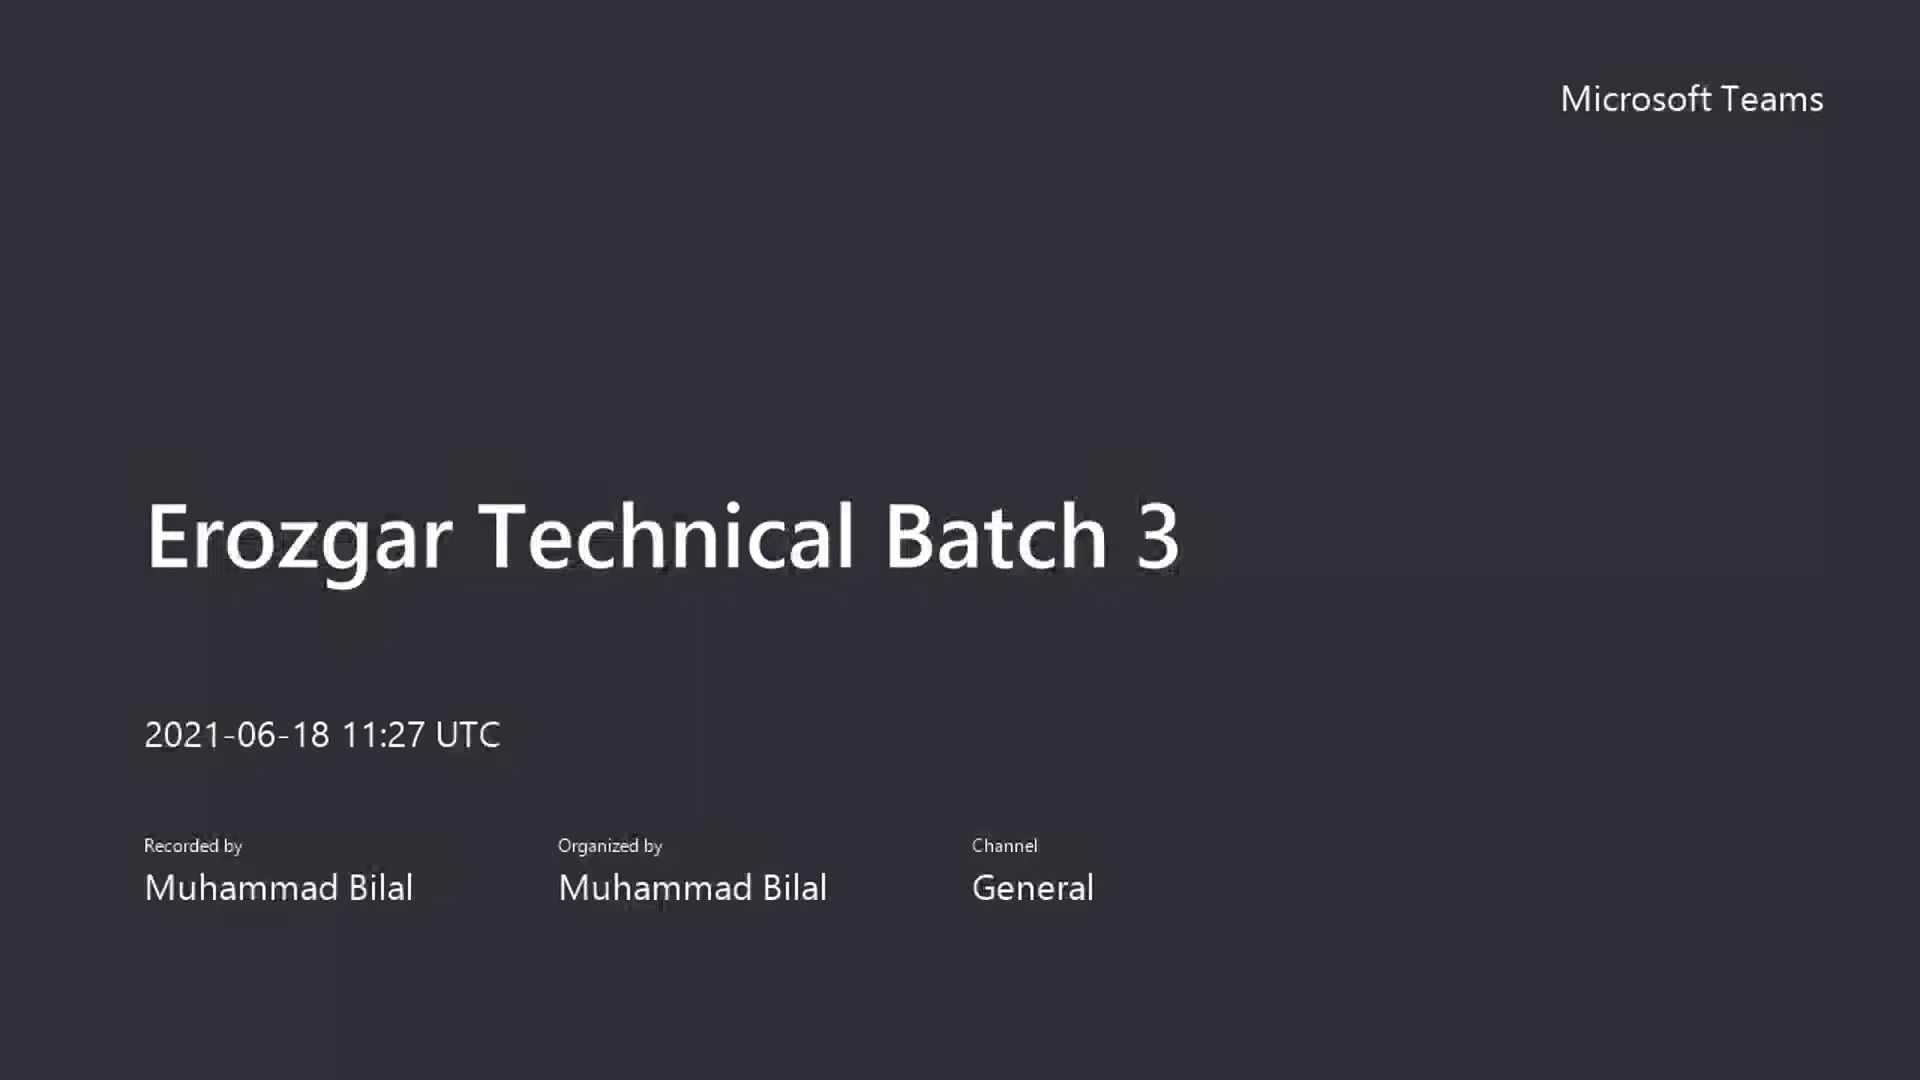 Microsoft Teams
Erozgar Technical Batch 3
2021-06-18 11:27 UTC
Recorded by
Muhammad Bilal
Organized by
Muhammad Bilal
Channel
General